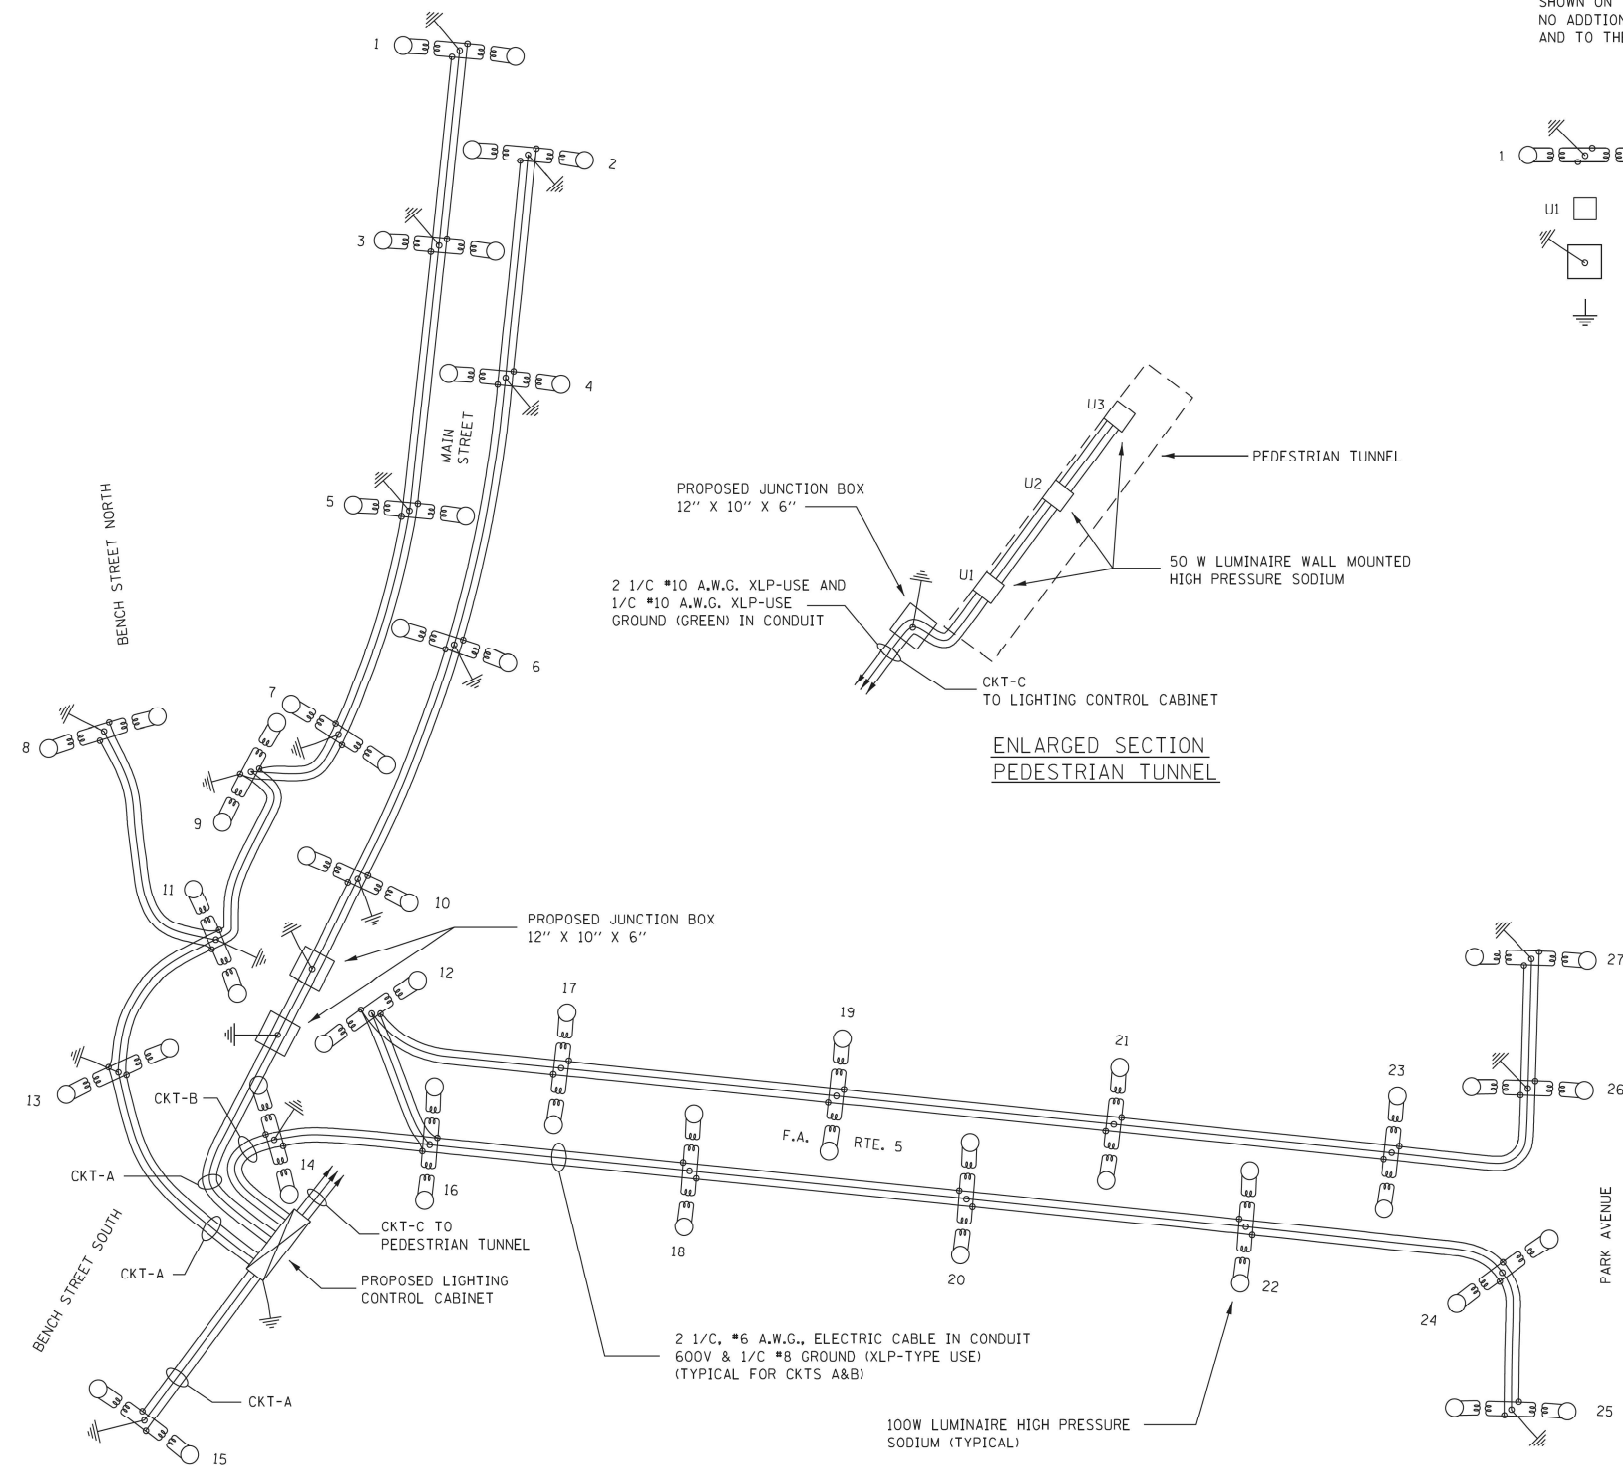 SHOWN ON
NO ADDTION
AND TO THE
1
U1
1
2
3
4
MAIN
STREET
5
6
BENCH STREET NORTH
7
8
9
10
11
PROPOSED JUNCTION BOX
12" X 10" X 6"
U3
U2
U1
PEDESTRIAN TUNNEL
50 W LUMINAIRE WALL MOUNTED
HIGH PRESSURE SODIUM
2 1/C #10 A.W.G. XLP-USE AND
1/C #10 A.W.G. XLP-USE
GROUND (GREEN) IN CONDUIT
CKT-C
TO LIGHTING CONTROL CABINET
ENLARGED SECTION
PEDESTRIAN TUNNEL
PROPOSED JUNCTION BOX
12" X 10" X 6"
12
17
19
21
23
27
26
13
CKT-B
CKT-A
14
16
18
F.A. RTE. 5
20
22
24
25
PARK AVENUE
BENCH STREET SOUTH
CKT-A
CKT-C TO
PEDESTRIAN TUNNEL
PROPOSED LIGHTING
CONTROL CABINET
2 1/C, #6 A.W.G., ELECTRIC CABLE IN CONDUIT
600V & 1/C #8 GROUND (XLP-TYPE USE)
(TYPICAL FOR CKTS A&B)
CKT-A
15
100W LUMINAIRE HIGH PRESSURE
SODIUM (TYPICAL)